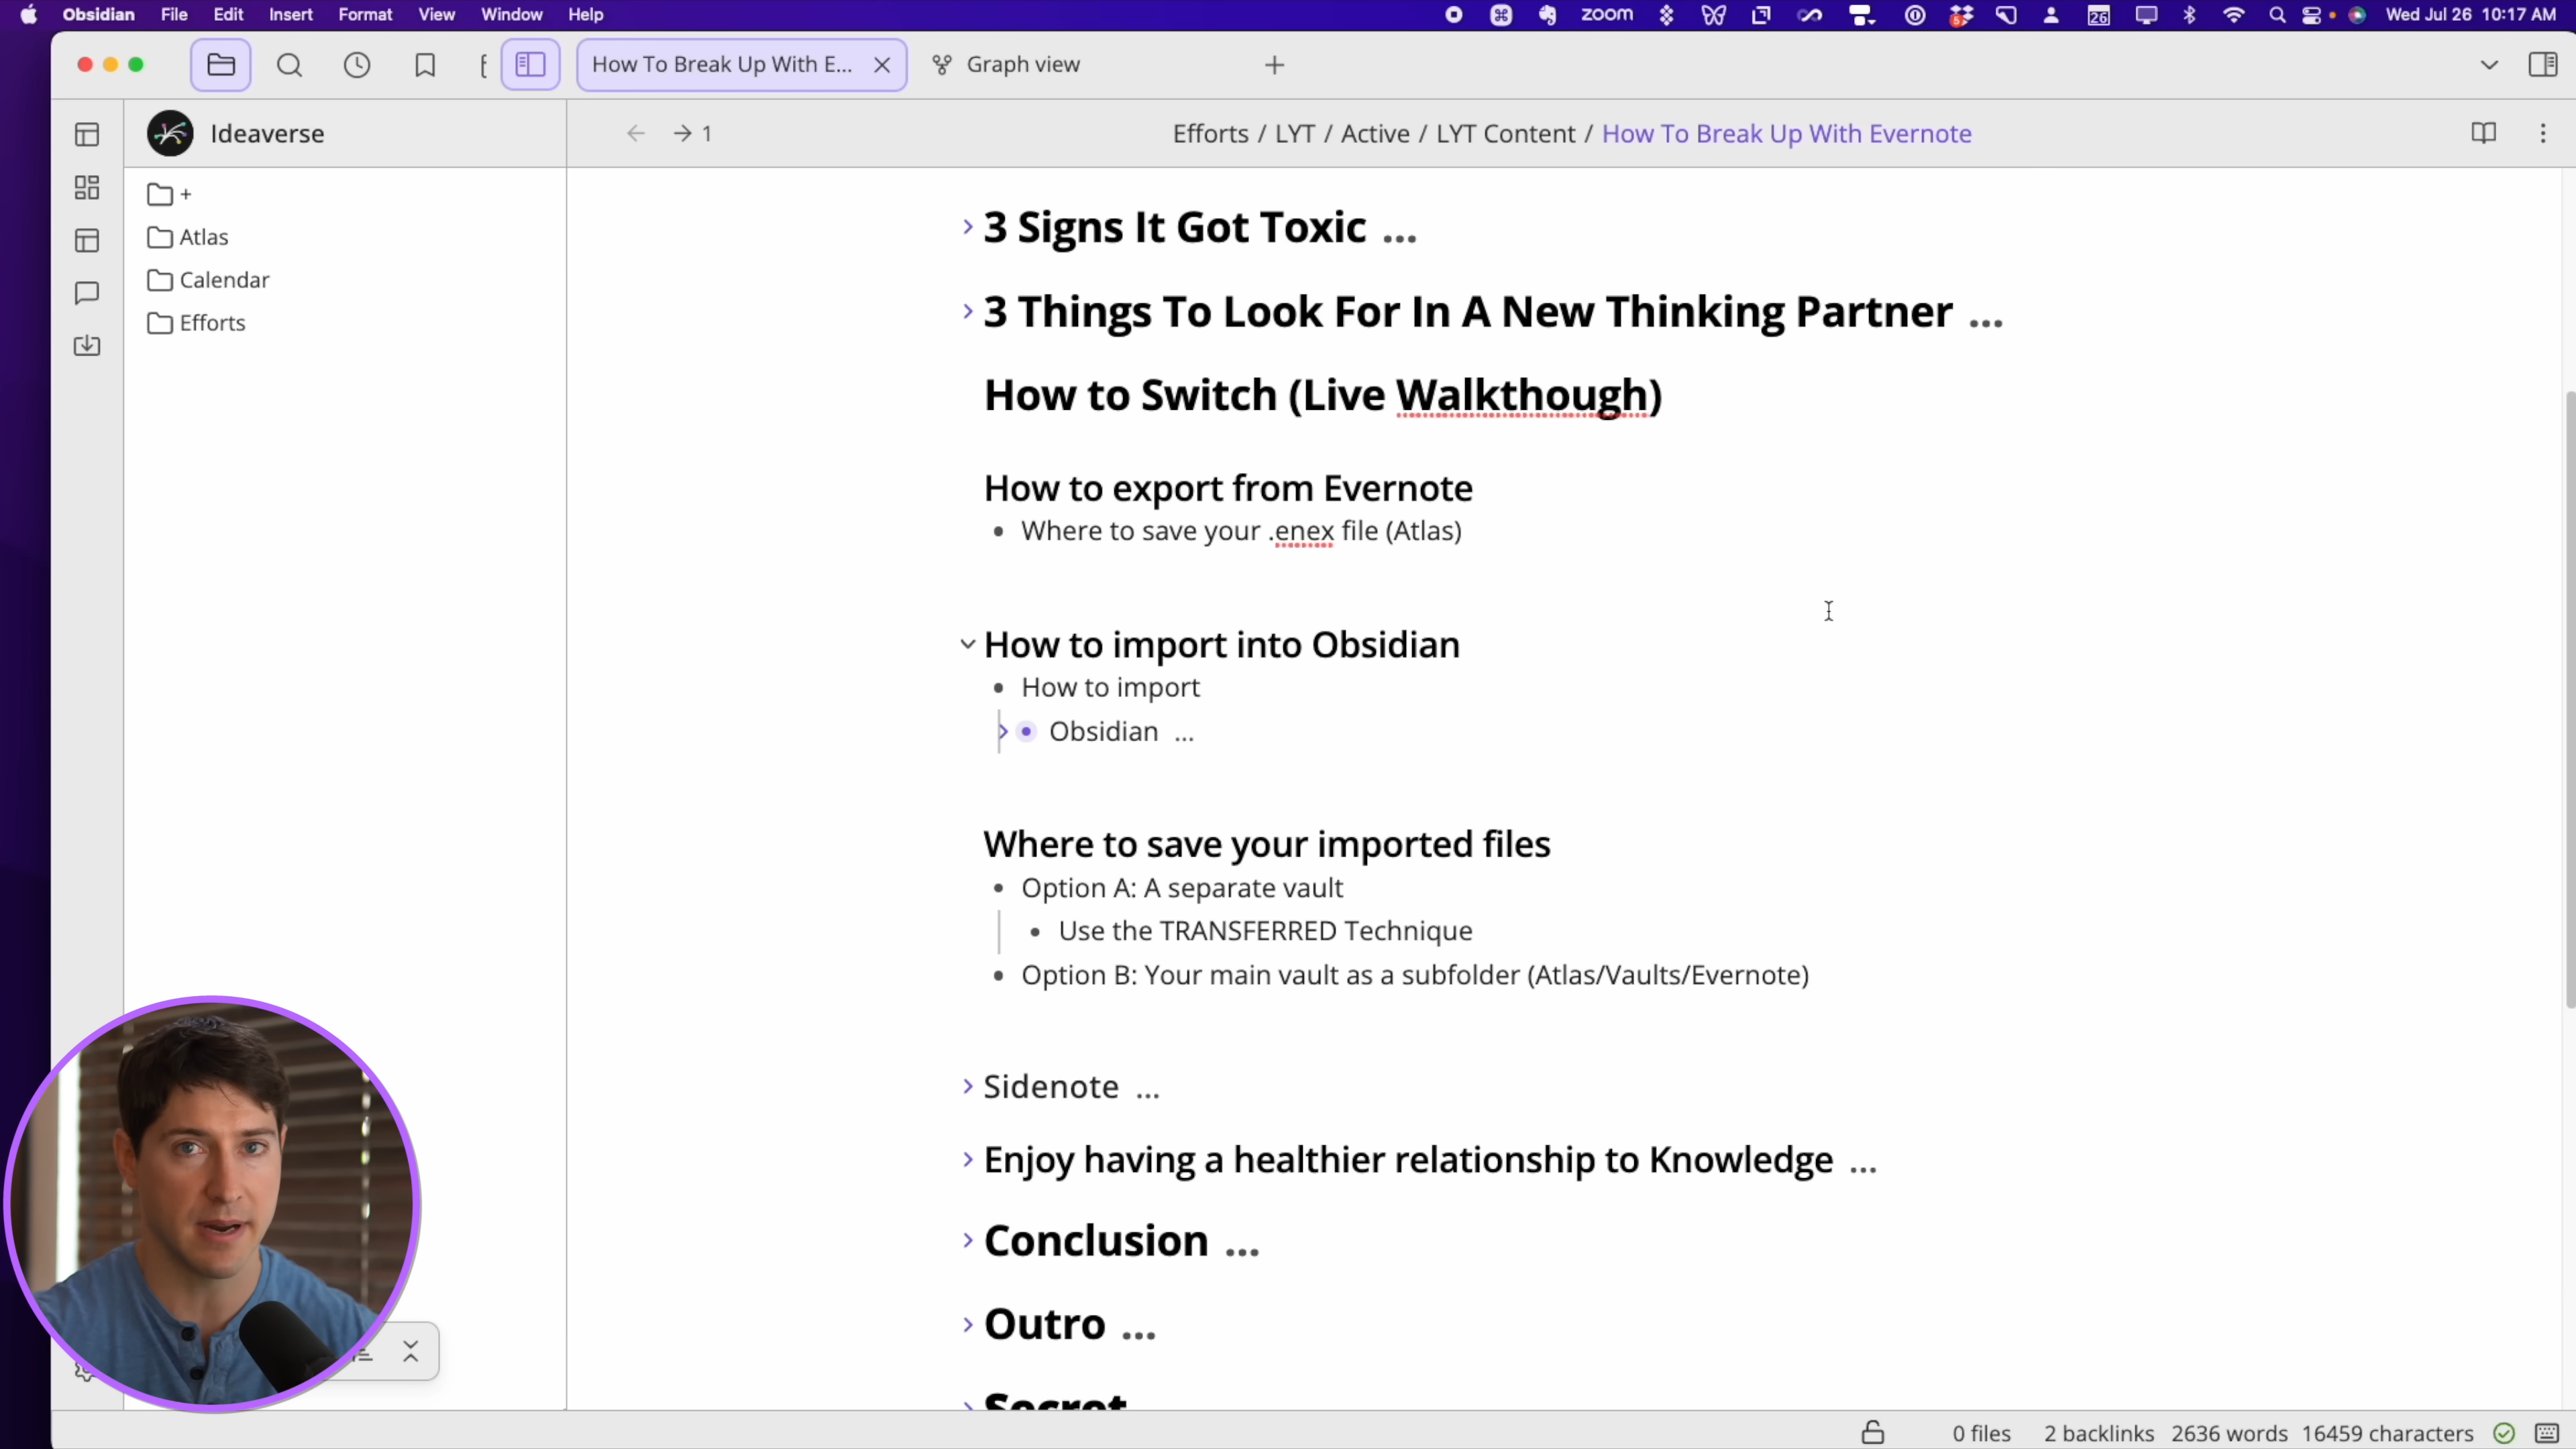 Obsidian File Edit Insert Format View Window Help
zoom
5
26
Wed Jul 26 10:17 AM
How To Break Up With E...
Graph view
Ideaverse
1
Efforts / LYT / Active / LYT Content / How To Break Up With Evernote
+
Atlas
Calendar
Efforts
3 Signs It Got Toxic ...
3 Things To Look For In A New Thinking Partner ...
How to Switch (Live Walkthough)
How to export from Evernote
Where to save your .enex file (Atlas)
How to import into Obsidian
How to import
Obsidian ...
Where to save your imported files
Option A: A separate vault
Use the TRANSFERRED Technique
Option B: Your main vault as a subfolder (Atlas/Vaults/Evernote)
Sidenote ...
Enjoy having a healthier relationship to Knowledge ...
Conclusion ...
Outro ...
Secret
0 files 2 backlinks 2636 words 16459 characters